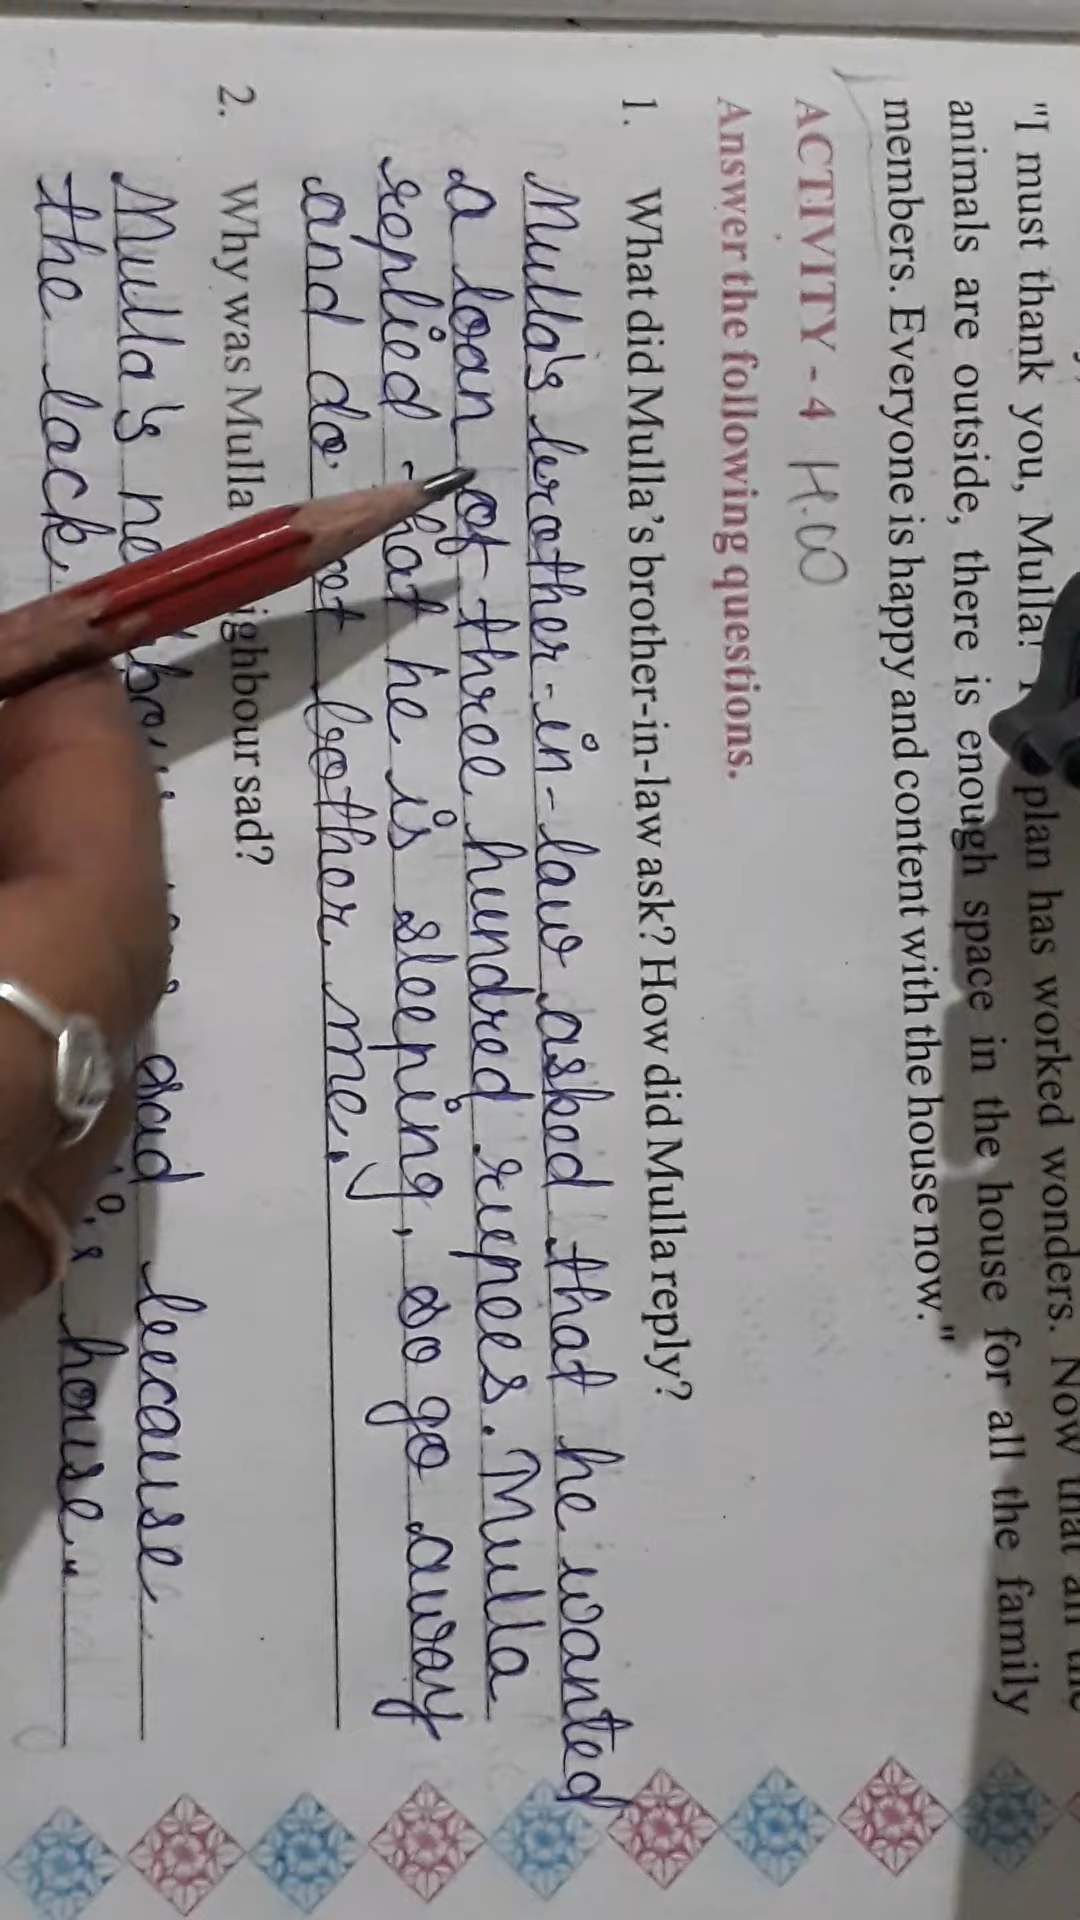 "I must thank you, Mulla! plan has worked wonders. Now that all the
animals are outside, there is enough space in the house for all the family
members. Everyone is happy and content with the house now."
ACTIVITY - 4 H.W
Answer the following questions.
1. What did Mulla's brother-in-law ask? How did Mulla reply?
Mulla's brother-in-law asked that he wanted
a loan of three hundred rupees. Mulla
replied that he is sleeping, so go away
and do not bother me.
2. Why was Mulla ighbour sad?
Mulla's sad because
the lack house.